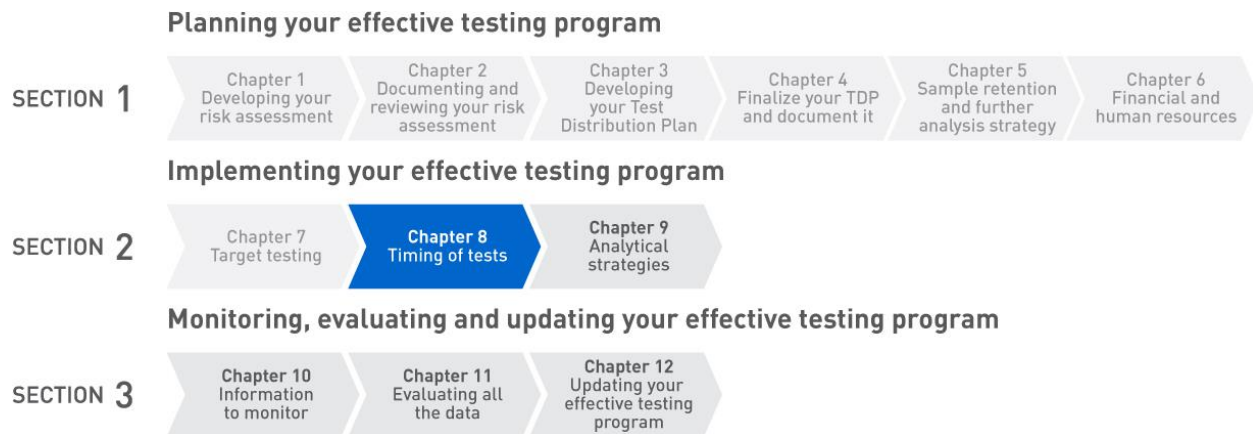 Planning your effective testing program
SECTION 1
Chapter 1
Developing your
risk assessment
Chapter 2
Documenting and
reviewing your risk
assessment
Chapter 3
Developing
your Test
Distribution Plan
Chapter 4
Finalize your TDP
and document it
Chapter 5
Sample retention
and further
analysis strategy
Chapter 6
Financial and
human resources
Implementing your effective testing program
SECTION 2
Chapter 7
Target testing
Chapter 8
Timing of tests
Chapter 9
Analytical
strategies
Monitoring, evaluating and updating your effective testing program
SECTION 3
Chapter 10
Information
to monitor
Chapter 11
Evaluating all
the data
Chapter 12
Updating your
effective testing
program